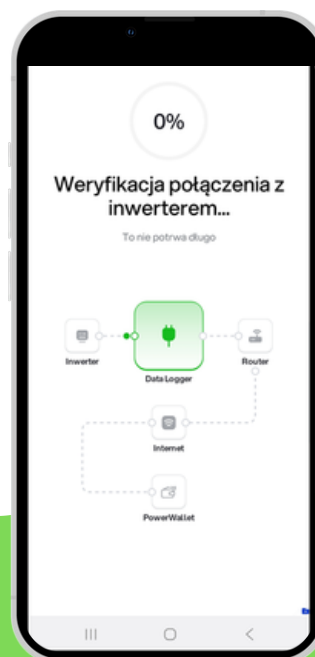 0%
Weryfikacja połączenia z
inwerterem...
To nie potrwa długo
Inwerter
Data Logger
Router
Internet
PowerWallet